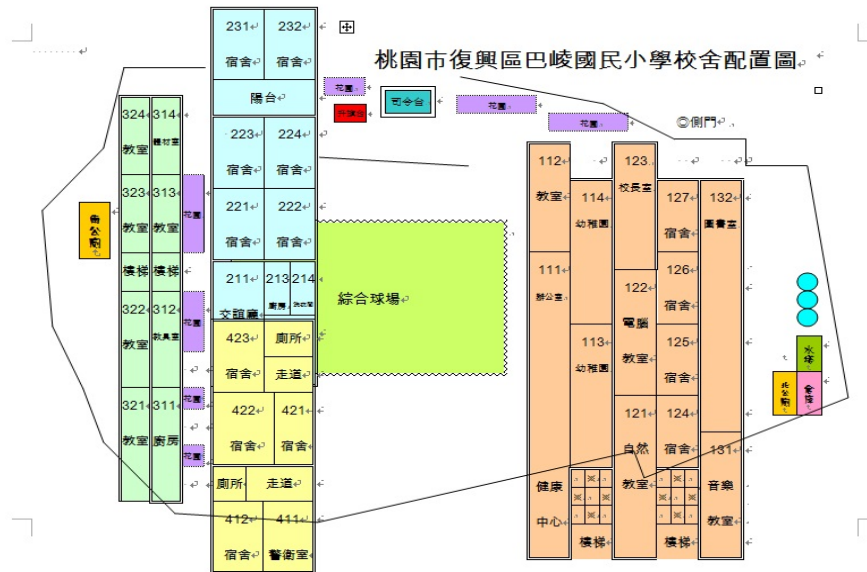 桃園市復興區巴崚國民小學校舍配置圖
231 232
宿舍 宿舍
陽台
花園
司令台
升旗台
花園
花園
◎側門
324 314
教室 體材室
323 313
教室 教室
樓梯 樓梯
322 312
教室 教具室
321 311
教室 廚房
花園
花園
花園
花園
223 224
宿舍 宿舍
221 222
宿舍 宿舍
211 213 214
交誼廳 廚房
綜合球場
423 廁所
宿舍 走道
422 421
宿舍 宿舍
廁所 走道
412 411
宿舍 警衛室
112
教室
111
辦公室
健康
中心
114
幼稚園
113
幼稚園
樓梯
123
校長室
122
電腦
教室
121
自然
教室
127
宿舍
126
宿舍
125
宿舍
124
宿舍
樓梯
132
圖書室
131
音樂
教室
水塔